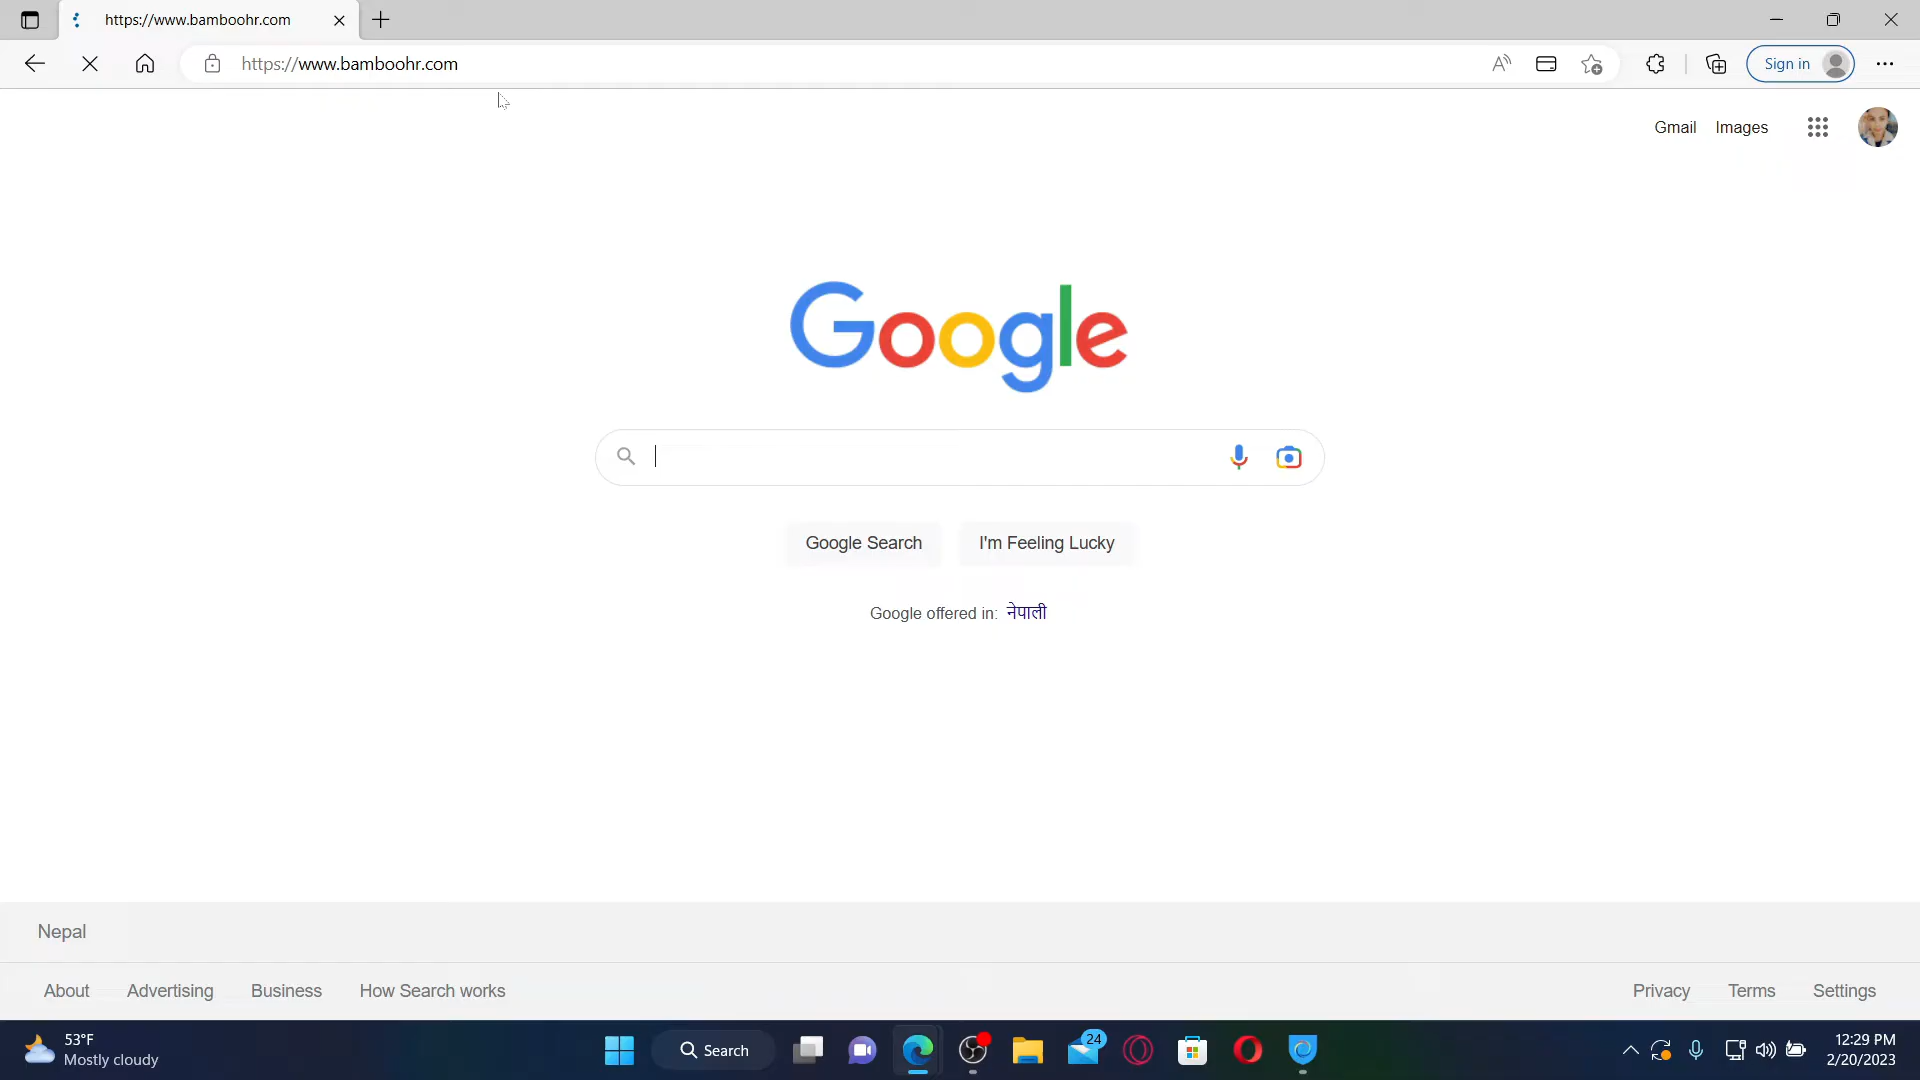 https://www.bamboohr.com
https://www.bamboohr.com
Sign in
Gmail Images
Google
Google Search I'm Feeling Lucky
Google offered in: नेपाली
Nepal
About Advertising Business How Search works Privacy Terms Settings
53°F
Mostly cloudy
Search
24
12:29 PM
2/20/2023